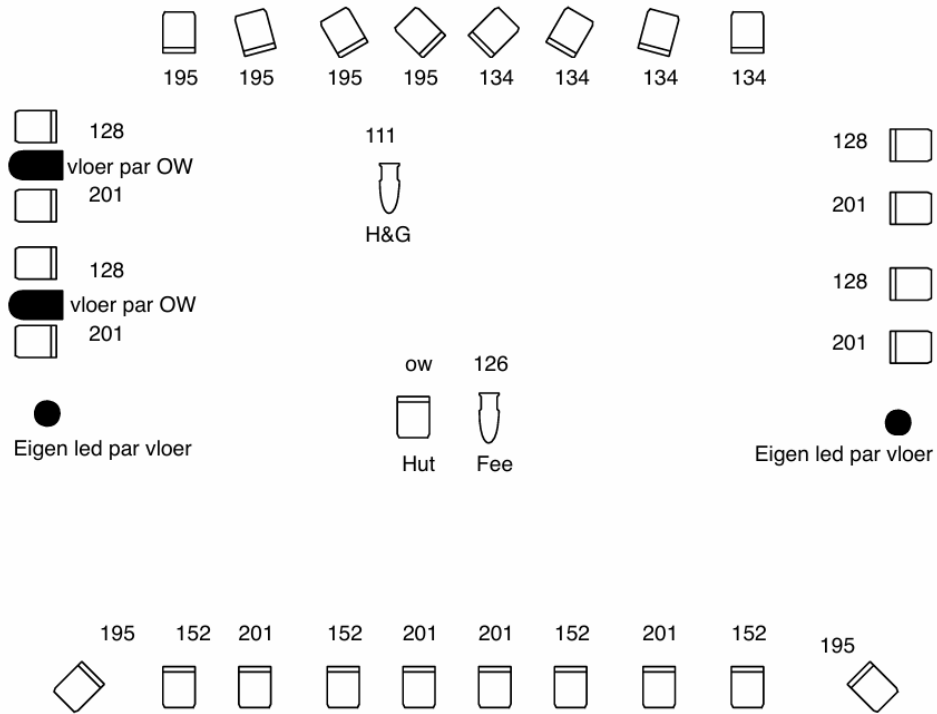 195 195 195 195 134 134 134 134
128
vloer par OW
201
128
vloer par OW
201
Eigen led par vloer
111
H&G
ow 126
Hut Fee
128
201
128
201
Eigen led par vloer
195 152 201 152 201 201 152 201 152 195